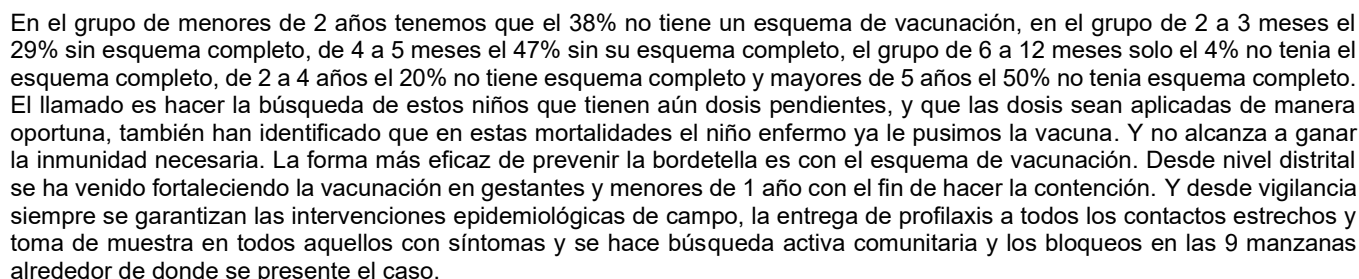 En el grupo de menores de 2 años tenemos que el 38% no tiene un esquema de vacunación, en el grupo de 2 a 3 meses el
29% sin esquema completo, de 4 a 5 meses el 47% sin su esquema completo, el grupo de 6 a 12 meses solo el 4% no tenia el
esquema completo, de 2 a 4 años el 20% no tiene esquema completo y mayores de 5 años el 50% no tenia esquema completo.
El llamado es hacer la búsqueda de estos niños que tienen aún dosis pendientes, y que las dosis sean aplicadas de manera
oportuna, también han identificado que en estas mortalidades el niño enfermo ya le pusimos la vacuna. Y no alcanza a ganar
la inmunidad necesaria. La forma más eficaz de prevenir la bordetella es con el esquema de vacunación. Desde nivel distrital
se ha venido fortaleciendo la vacunación en gestantes y menores de 1 año con el fin de hacer la contención. Y desde vigilancia
siempre se garantizan las intervenciones epidemiológicas de campo, la entrega de profilaxis a todos los contactos estrechos y
toma de muestra en todos aquellos con síntomas y se hace búsqueda activa comunitaria y los bloqueos en las 9 manzanas
alrededor de donde se presente el caso.